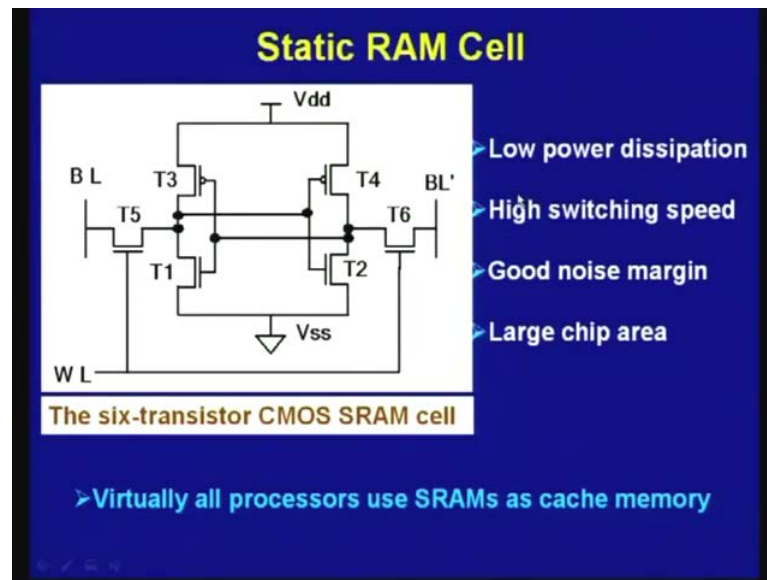 Static RAM Cell
Vdd
B L
T3
T4
BL'
T5
T6
T1
T2
Vss
W L
The six-transistor CMOS SRAM cell
➢Low power dissipation
➢High switching speed
➢Good noise margin
➢Large chip area
➢Virtually all processors use SRAMs as cache memory